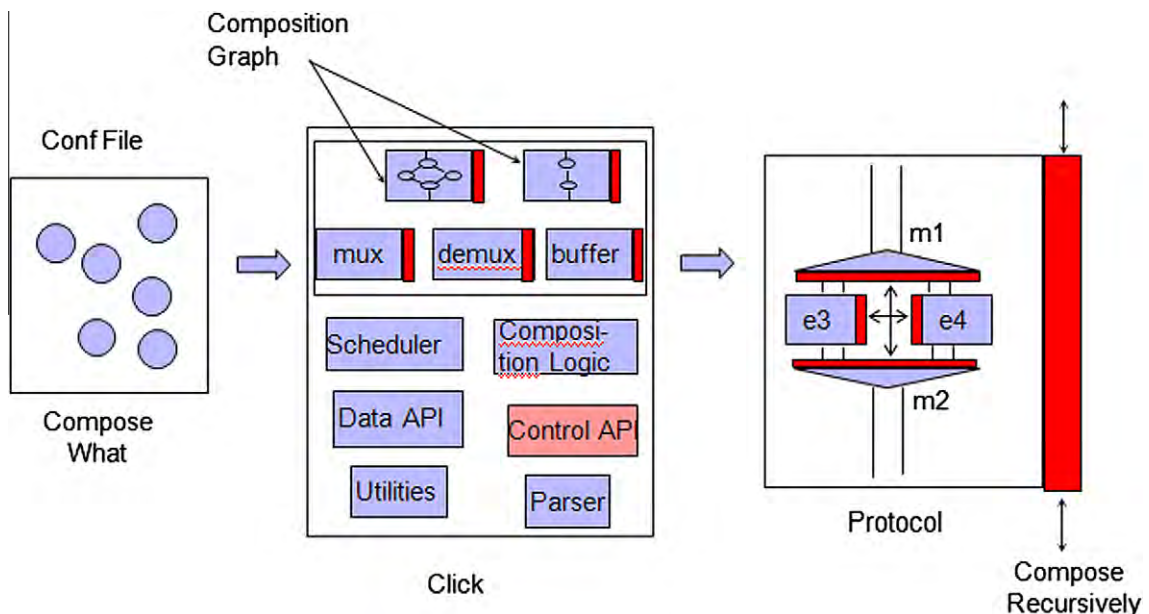 Composition
Graph
Conf File
mux
demux
buffer
Scheduler
Composi-
tion Logic
Data API
Control API
Utilities
Parser
Compose
What
Click
m1
e3
e4
m2
Protocol
Compose
Recursively